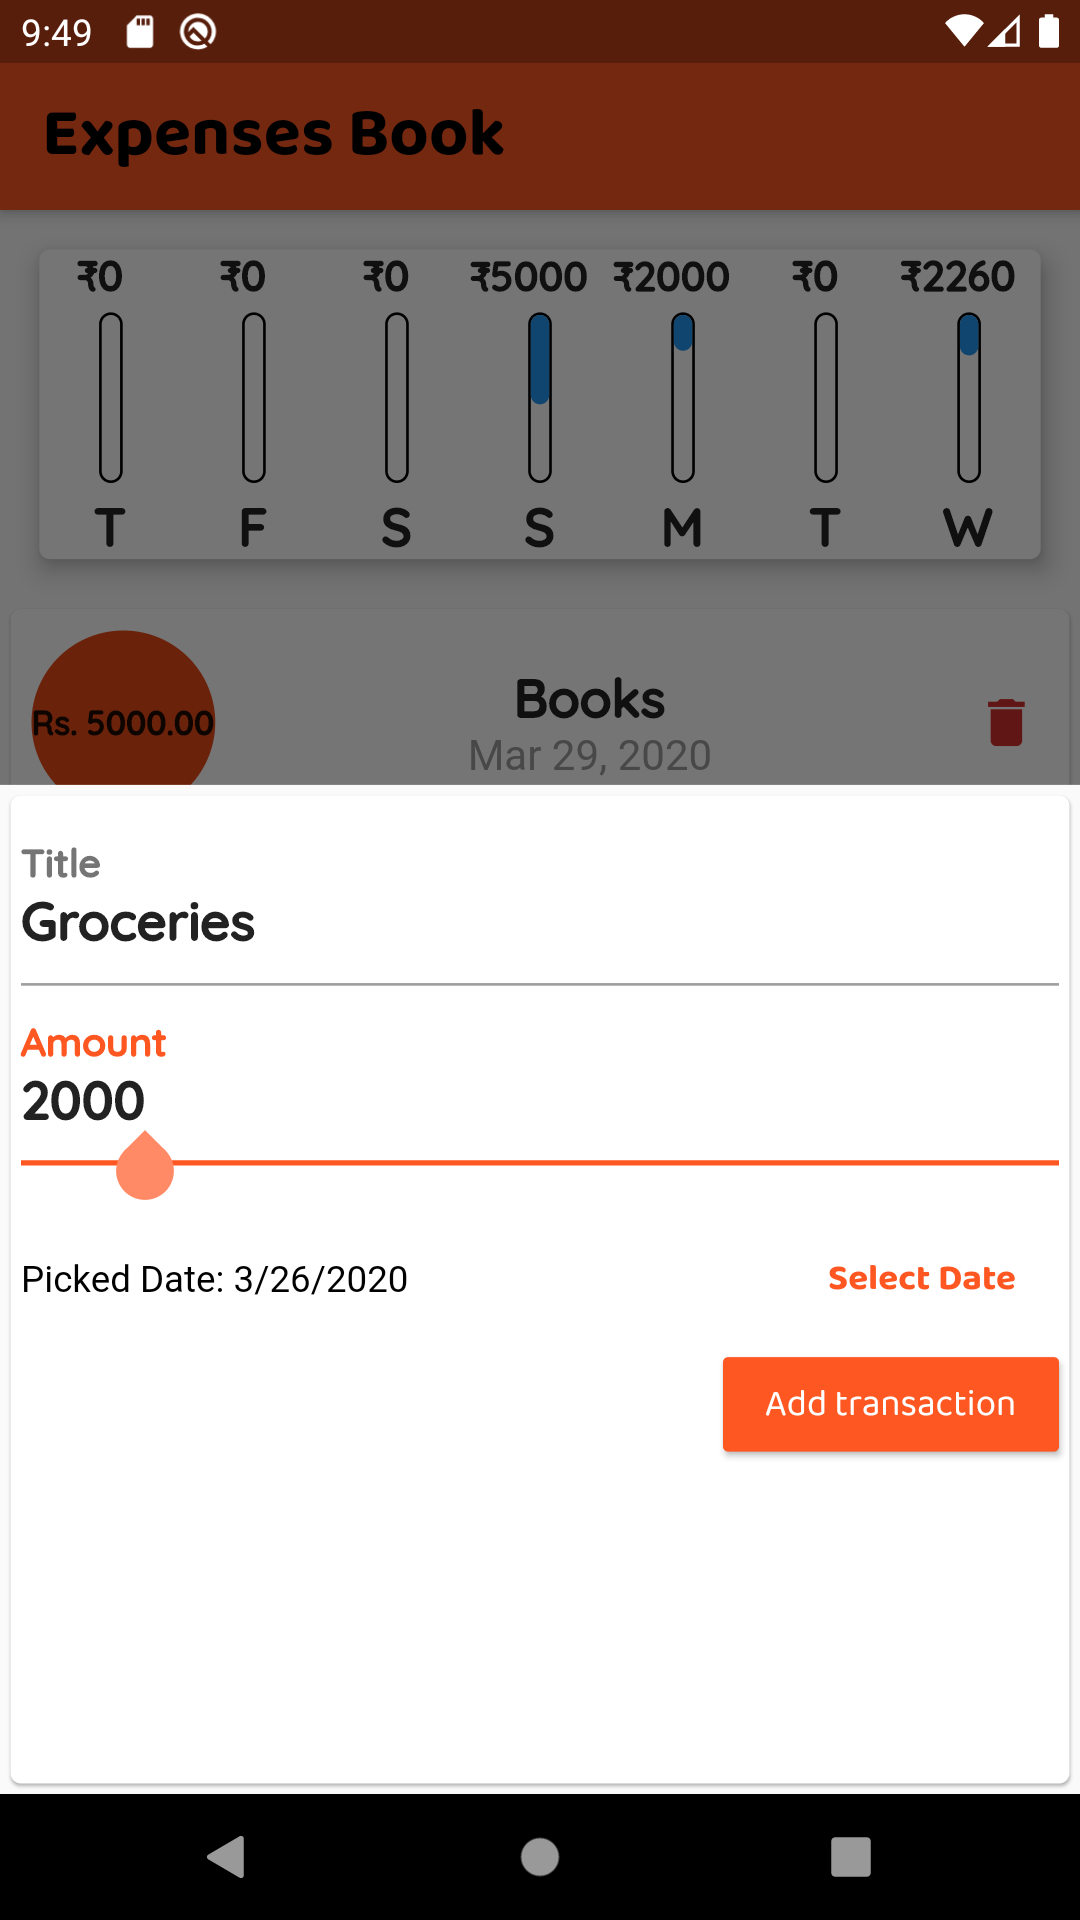 9:49
Expenses Book
₹0 ₹0 ₹0 ₹5000 ₹2000 ₹0 ₹2260
T F S S M T W
Books
Rs. 5000.00
Mar 29, 2020
Title
Groceries
Amount
2000
Picked Date: 3/26/2020 Select Date
Add transaction